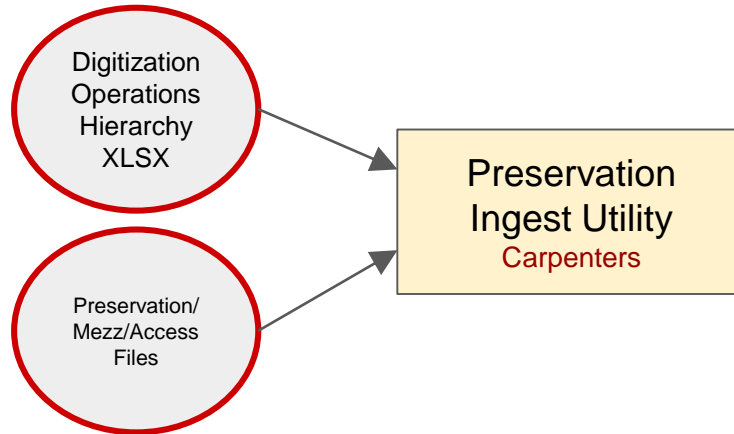 Digitization
Operations
Hierarchy
XLSX
Preservation
Ingest Utility
Carpenters
Preservation/
Mezz/Access
Files